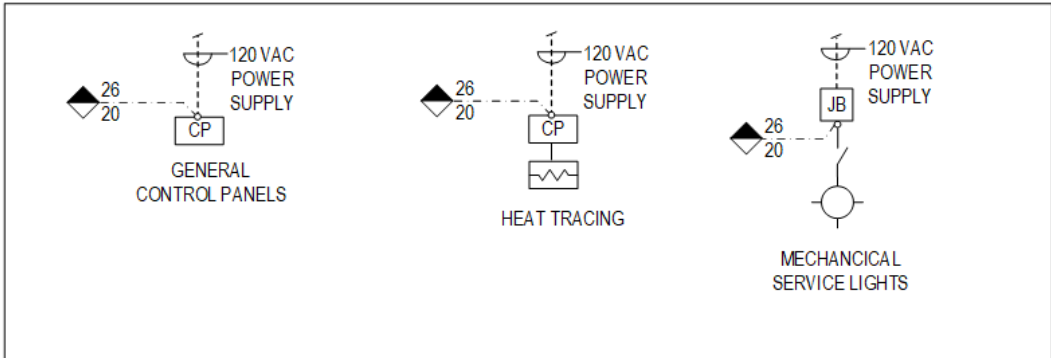 120 VAC
POWER
SUPPLY
26
20
CP
GENERAL
CONTROL PANELS
120 VAC
POWER
SUPPLY
26
20
CP
HEAT TRACING
120 VAC
POWER
SUPPLY
JB
26
20
MECHANCICAL
SERVICE LIGHTS